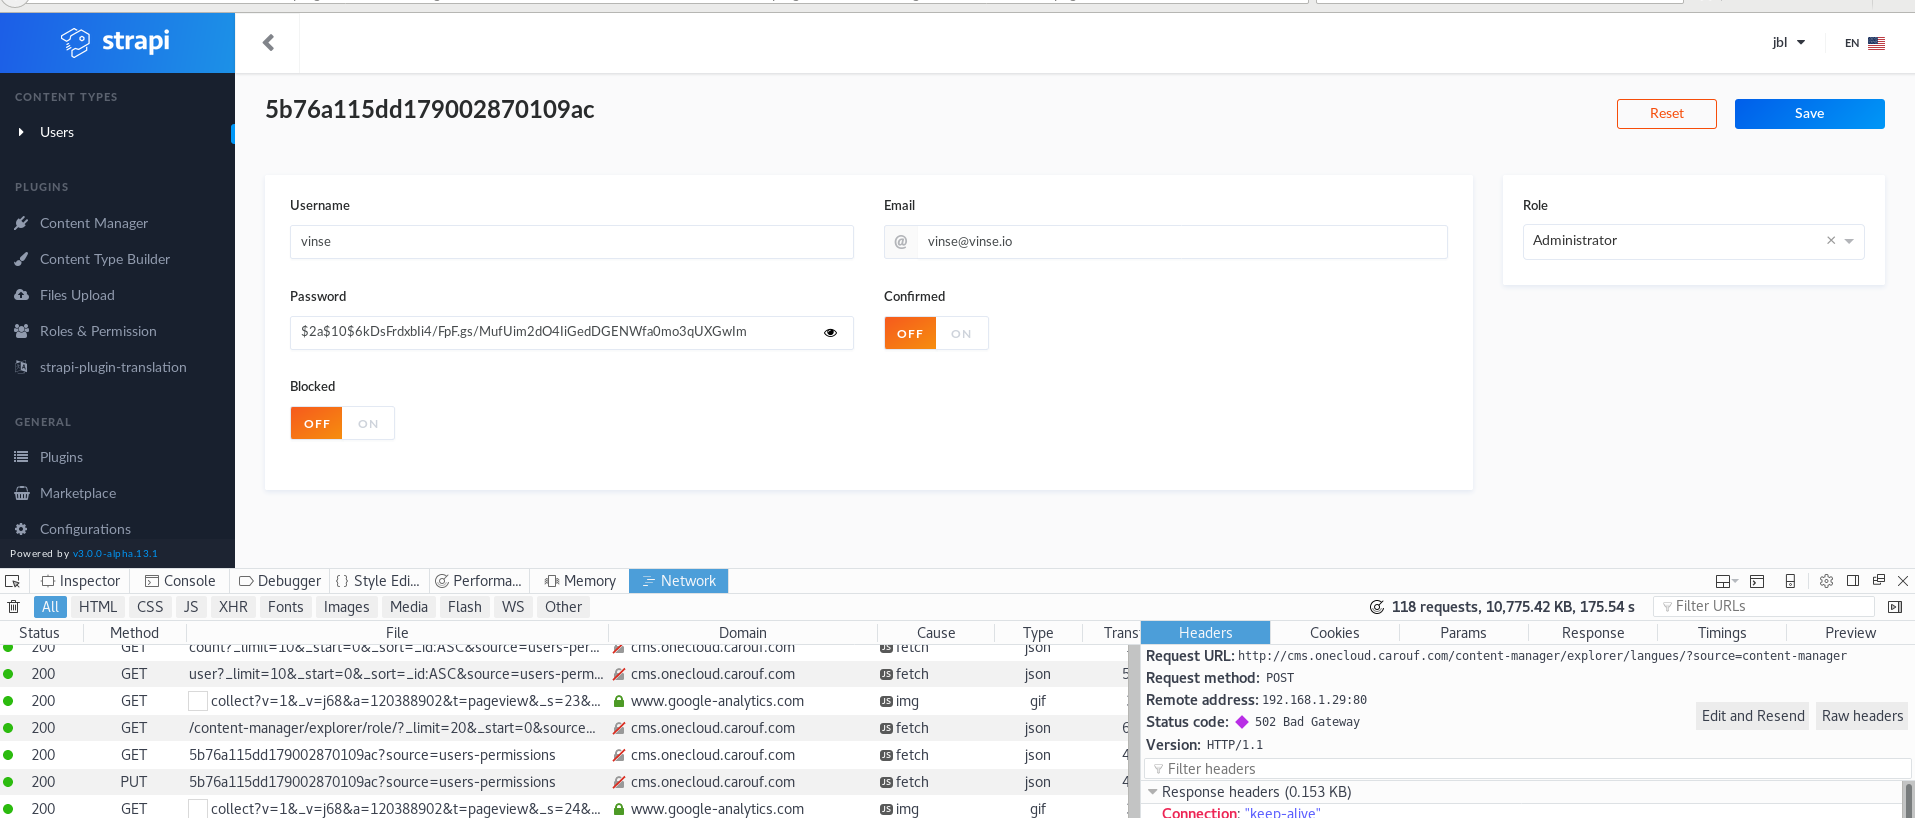 strapi
jbl
EN
CONTENT TYPES
Users
PLUGINS
Content Manager
Content Type Builder
Files Upload
Roles & Permission
strapi-plugin-translation
GENERAL
Plugins
Marketplace
Configurations
Powered by v3.0.0-alpha.13.1
5b76a115dd179002870109ac
Reset
Save
Username
vinse
Email
@ vinse@vinse.io
Password
$2a$10$6kDsFrdxbIi4/FpF.gs/MufUim2dO4IiGedDGENWfa0mo3qUXGwIm
Confirmed
OFF ON
Blocked
OFF ON
Role
Administrator
Inspector Console Debugger { } Style Edi... Performa... Memory Network
All HTML CSS JS XHR Fonts Images Media Flash WS Other
118 requests, 10,775.42 KB, 175.54 s
Filter URLs
Status Method File Domain Cause Type Trans
200 GET count?_limit=10&_start=0&_sort=_id:ASC&source=users-per... cms.onecloud.carouf.com JS fetch json
200 GET user?_limit=10&_start=0&_sort=_id:ASC&source=users-perm... cms.onecloud.carouf.com JS fetch json 5
200 GET collect?v=1&_v=j68&a=120388902&t=pageview&_s=23&... www.google-analytics.com JS img gif
200 GET /content-manager/explorer/role/?_limit=20&_start=0&source... cms.onecloud.carouf.com JS fetch json 6
200 GET 5b76a115dd179002870109ac?source=users-permissions cms.onecloud.carouf.com JS fetch json 4
200 PUT 5b76a115dd179002870109ac?source=users-permissions cms.onecloud.carouf.com JS fetch json 4
200 GET collect?v=1&_v=j68&a=120388902&t=pageview&_s=24&... www.google-analytics.com JS img gif
Headers Cookies Params Response Timings Preview
Request URL: http://cms.onecloud.carouf.com/content-manager/explorer/langues/?source=content-manager
Request method: POST
Remote address: 192.168.1.29:80
Status code: 502 Bad Gateway
Edit and Resend Raw headers
Version: HTTP/1.1
Filter headers
Response headers (0.153 KB)
Connection: "keep-alive"